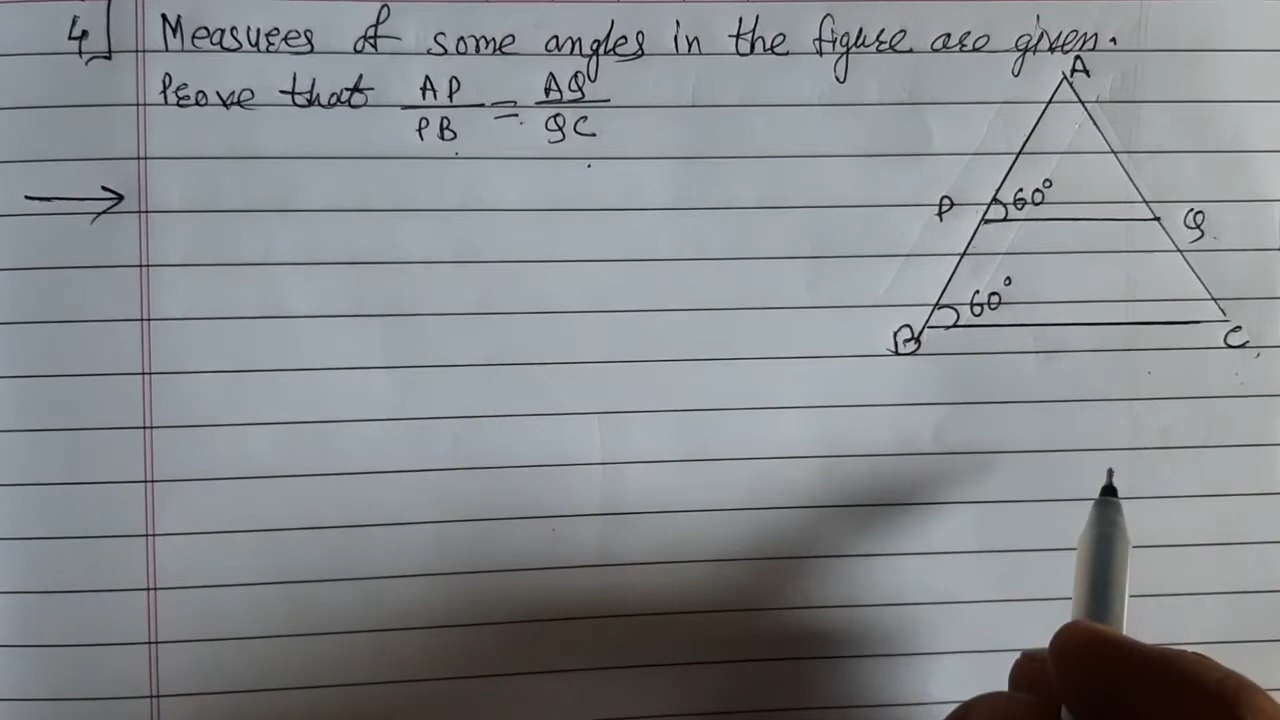 4] Measures of some angles in the figure are given.
Prove that AP/PB = AQ/QC
A
P 60° Q
60°
B C